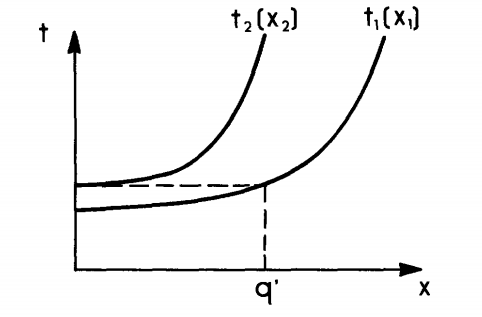 t
t₂(x₂)
t₁(x₁)
q'
x